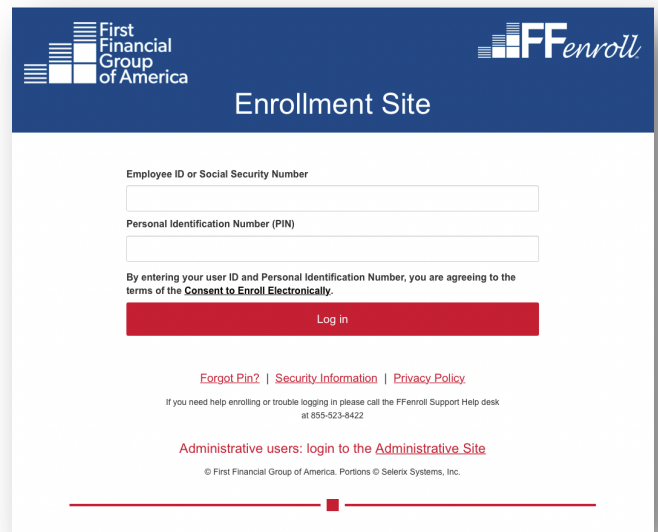 First
Financial
Group
of America
FFenroll
Enrollment Site
Employee ID or Social Security Number
Personal Identification Number (PIN)
By entering your user ID and Personal Identification Number, you are agreeing to the
terms of the Consent to Enroll Electronically.
Log in
Forgot Pin? | Security Information | Privacy Policy
If you need help enrolling or trouble logging in please call the FFenroll Support Help desk
at 855-523-8422
Administrative users: login to the Administrative Site
© First Financial Group of America. Portions © Selerix Systems, Inc.